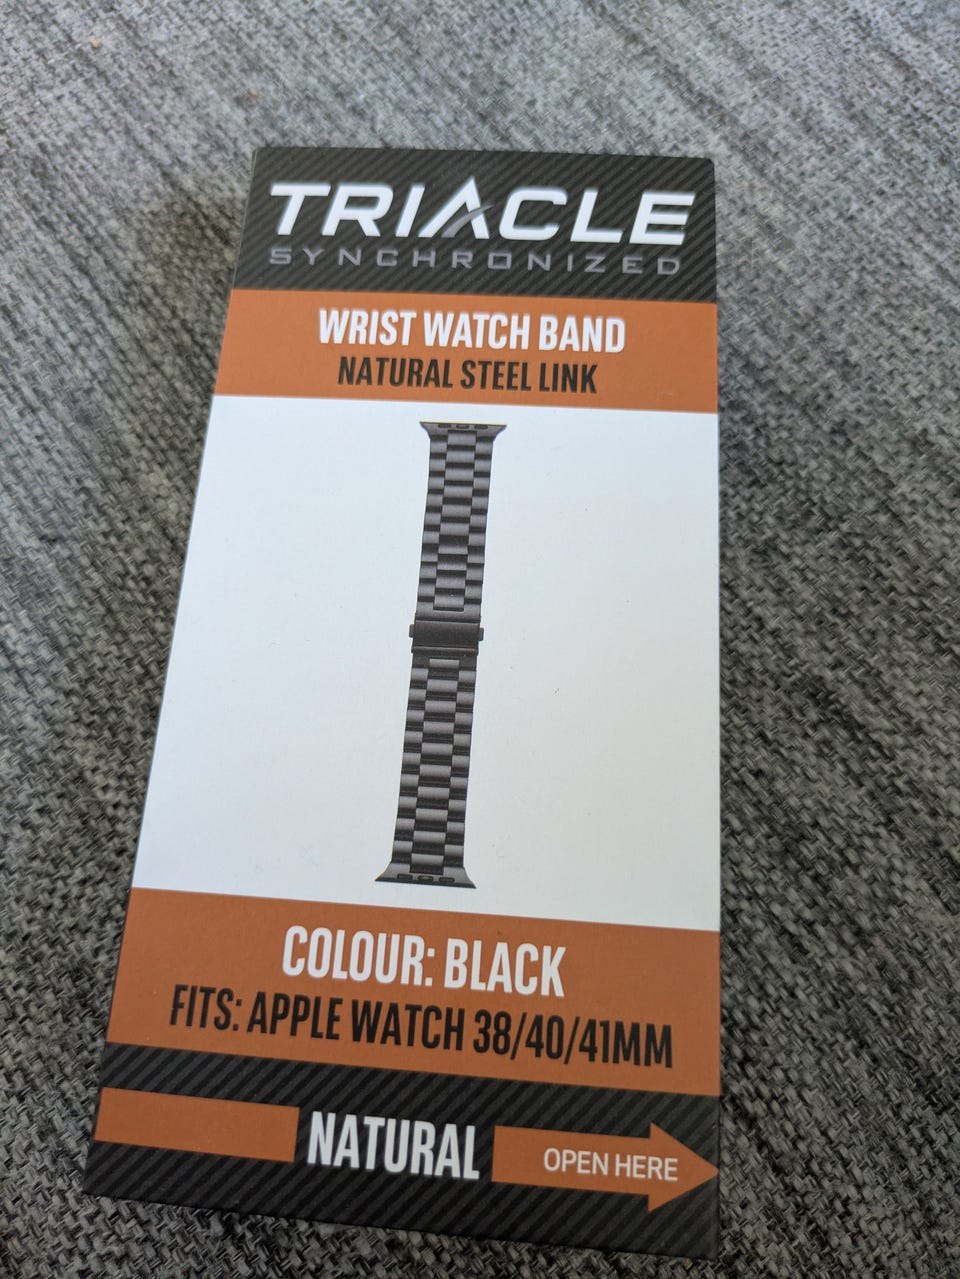 TRIACLE
SYNCHRONIZED
WRIST WATCH BAND
NATURAL STEEL LINK
COLOUR: BLACK
FITS: APPLE WATCH 38/40/41MM
NATURAL
OPEN HERE